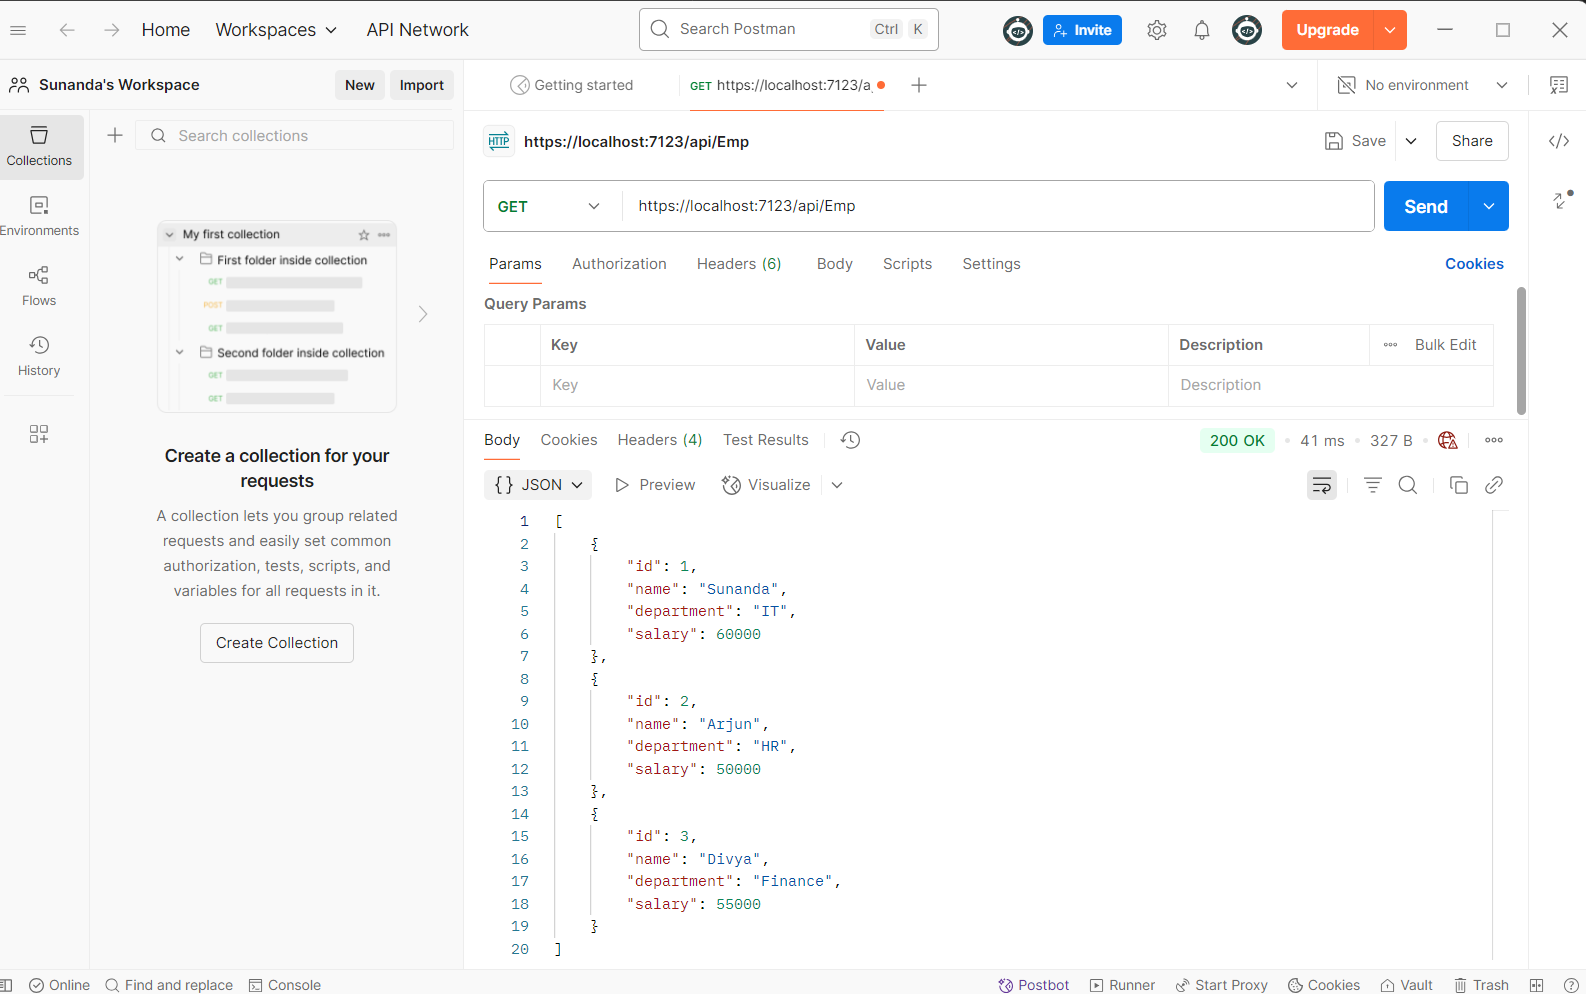 Home Workspaces API Network Search Postman Ctrl K Invite Upgrade
Sunanda's Workspace New Import Getting started GET https://localhost:7123/a No environment
Collections
Environments
Flows
History
Search collections
My first collection
First folder inside collection
GET
POST
GET
Second folder inside collection
GET
GET
Create a collection for your
requests
A collection lets you group related
requests and easily set common
authorization, tests, scripts, and
variables for all requests in it.
Create Collection
HTTP https://localhost:7123/api/Emp Save Share
GET https://localhost:7123/api/Emp Send
Params Authorization Headers (6) Body Scripts Settings Cookies
Query Params
Key Value Description Bulk Edit
Key Value Description
Body Cookies Headers (4) Test Results 200 OK 41 ms 327 B
{} JSON Preview Visualize
1 [
2 {
3 "id": 1,
4 "name": "Sunanda",
5 "department": "IT",
6 "salary": 60000
7 },
8 {
9 "id": 2,
10 "name": "Arjun",
11 "department": "HR",
12 "salary": 50000
13 },
14 {
15 "id": 3,
16 "name": "Divya",
17 "department": "Finance",
18 "salary": 55000
19 }
20 ]
Online Find and replace Console Postbot Runner Start Proxy Cookies Vault Trash